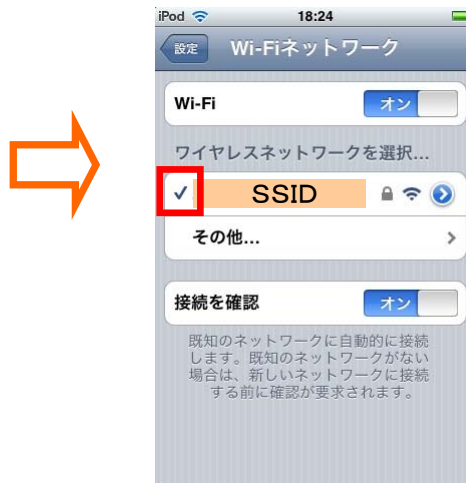 iPod 18:24
設定 Wi-Fiネットワーク
Wi-Fi オン
ワイヤレスネットワークを選択...
SSID
その他...
接続を確認 オン
既知のネットワークに自動的に接続
します。既知のネットワークがない
場合は、新しいネットワークに接続
する前に確認が要求されます。